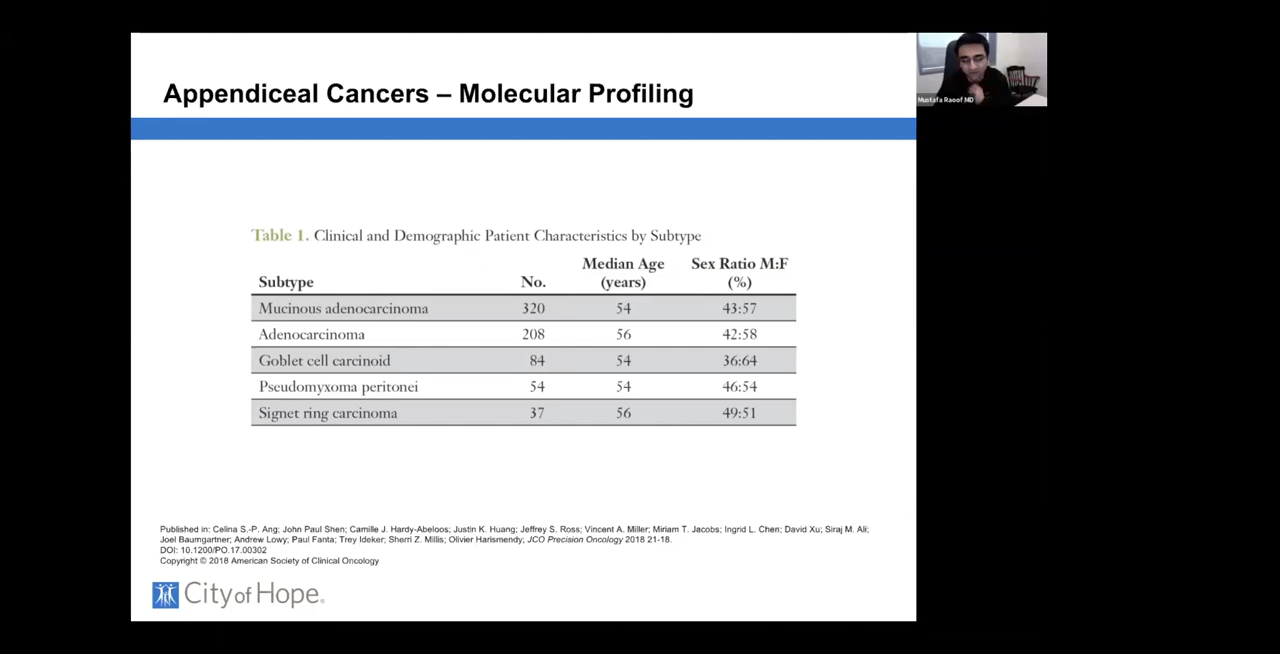 Appendiceal Cancers – Molecular Profiling
Mustafa Raoof MD
Table 1. Clinical and Demographic Patient Characteristics by Subtype
Subtype No. Median Age (years) Sex Ratio M:F (%)
Mucinous adenocarcinoma 320 54 43:57
Adenocarcinoma 208 56 42:58
Goblet cell carcinoid 84 54 36:64
Pseudomyxoma peritonei 54 54 46:54
Signet ring carcinoma 37 56 49:51
Published in: Celina S.-P. Ang; John Paul Shen; Camille J. Hardy-Abeloos; Justin K. Huang; Jeffrey S. Ross; Vincent A. Miller; Miriam T. Jacobs; Ingrid L. Chen; David Xu; Siraj M. Ali;
Joel Baumgartner; Andrew Lowy; Paul Fanta; Trey Ideker; Sherri Z. Millis; Olivier Harismendy; JCO Precision Oncology 2018 21-18.
DOI: 10.1200/PO.17.00302
Copyright © 2018 American Society of Clinical Oncology
City of Hope®